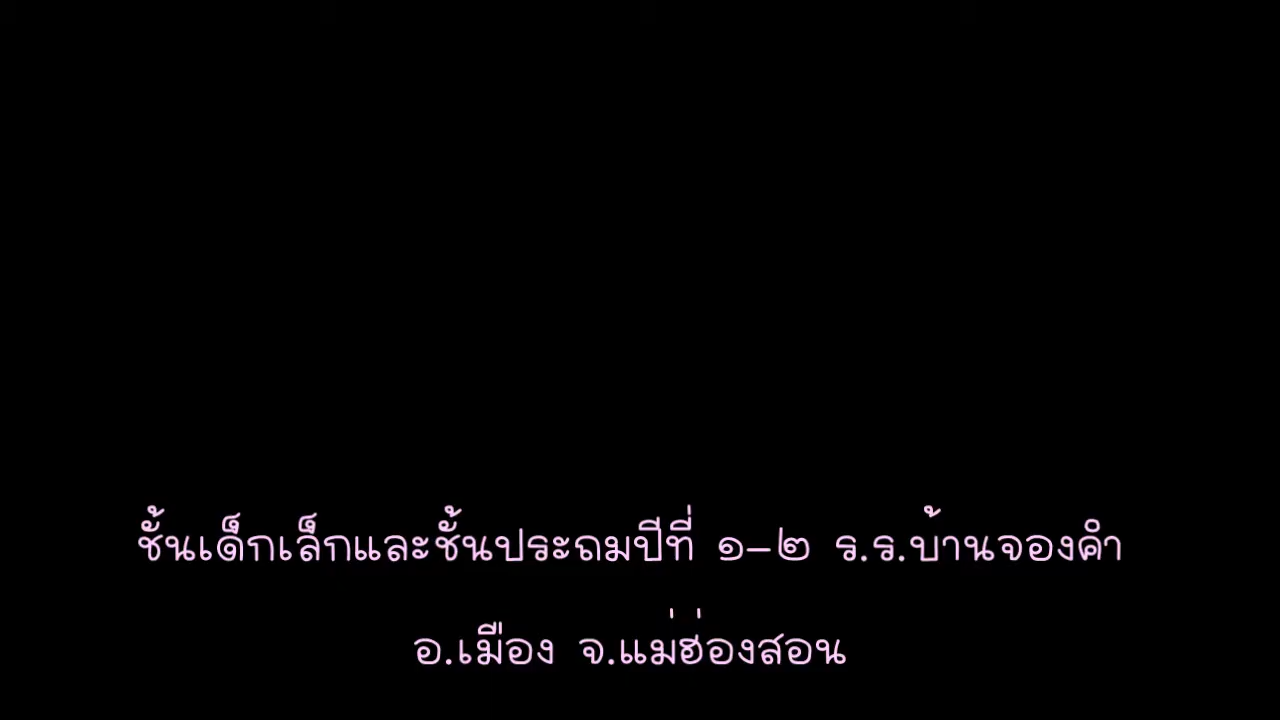 ชั้นเด็กเล็กและชั้นประถมปีที่ ๑-๒ ร.ร.บ้านจองคำ
อ.เมือง จ.แม่ฮ่องสอน